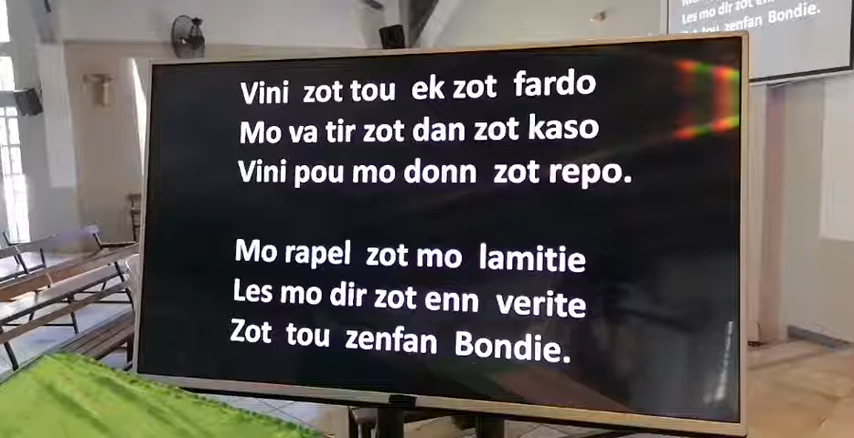 Vini zot tou ek zot fardo
Mo va tir zot dan zot kaso
Vini pou mo donn zot repo.
Mo rapel zot mo lamitie
Les mo dir zot enn verite
Zot tou zenfan Bondie.
Les mo dir zot enn
tou zenfan Bondie.